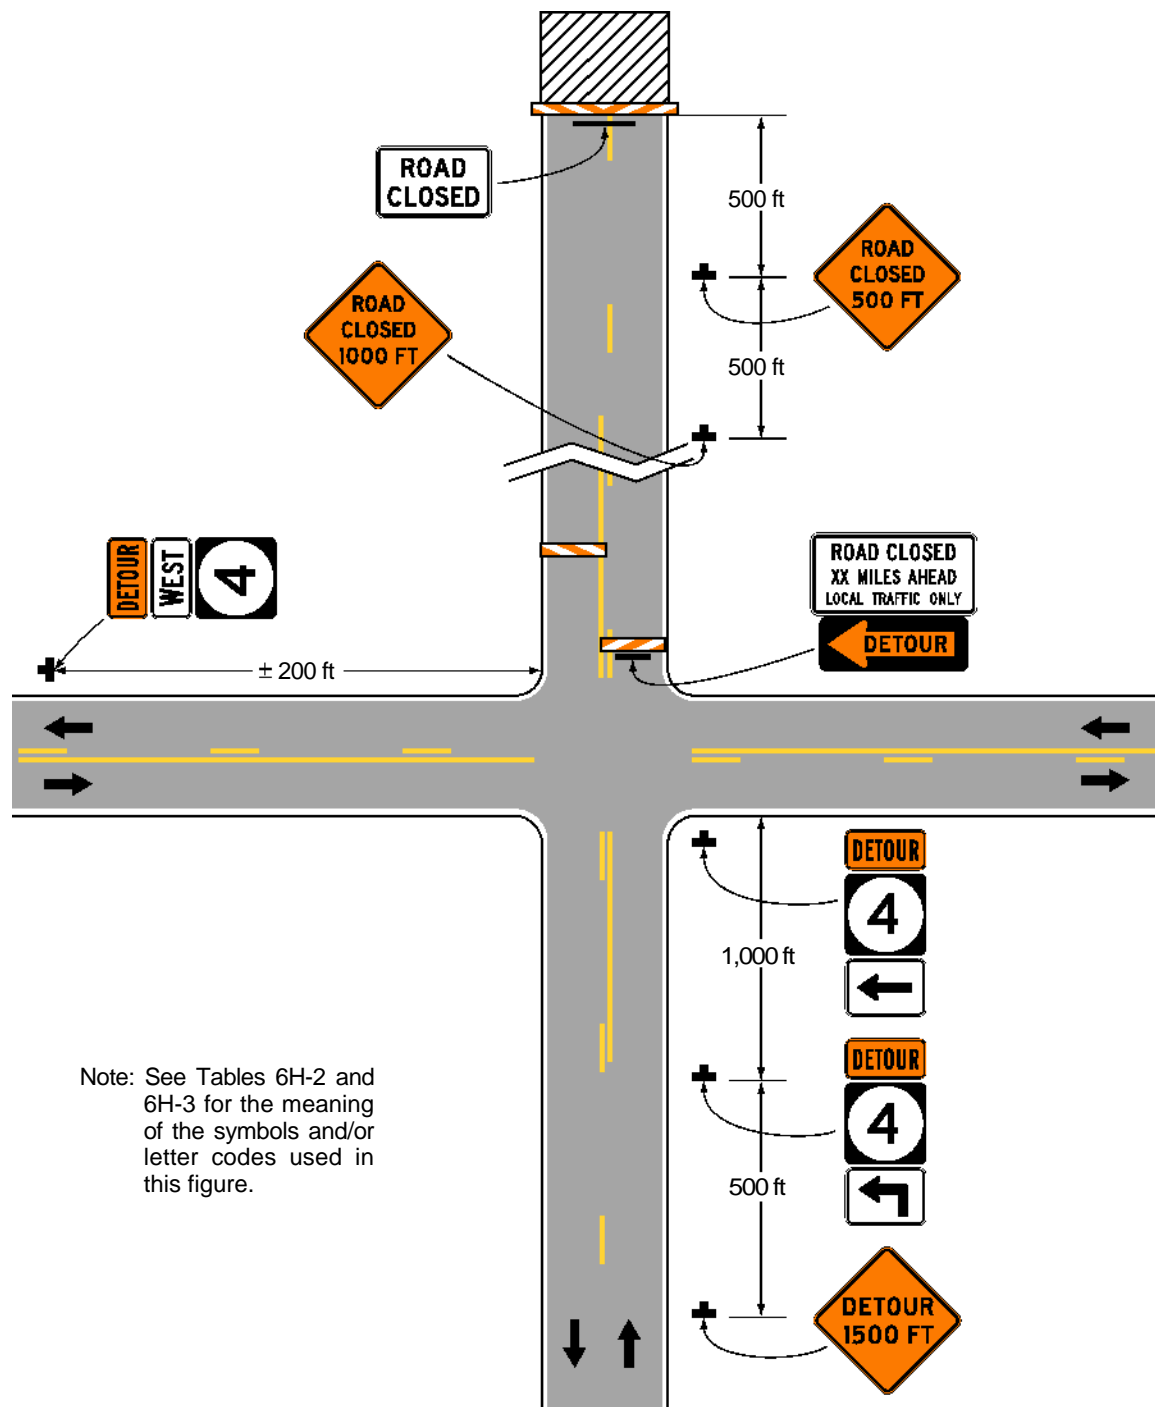 ROAD
CLOSED
500 ft
ROAD
CLOSED
500 FT
ROAD
CLOSED
1000 FT
500 ft
DETOUR
WEST
4
ROAD CLOSED
XX MILES AHEAD
LOCAL TRAFFIC ONLY
DETOUR
± 200 ft
DETOUR
4
1,000 ft
DETOUR
4
Note: See Tables 6H-2 and
6H-3 for the meaning
of the symbols and/or
letter codes used in
this figure.
500 ft
DETOUR
1500 FT